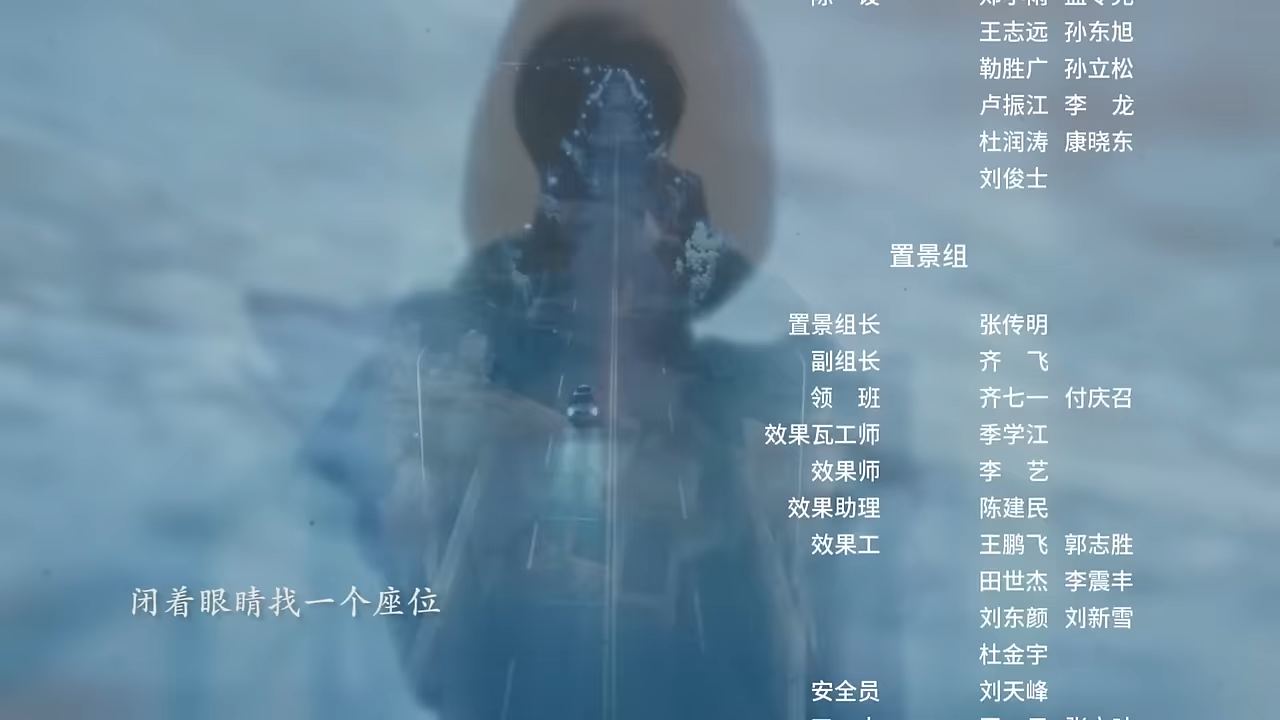 王志远 孙东旭
勒胜广 孙立松
卢振江 李 龙
杜润涛 康晓东
刘俊士
置景组
置景组长 张传明
副组长 齐 飞
领 班 齐七一 付庆召
效果瓦工师 季学江
效果师 李 艺
效果助理 陈建民
效果工 王鹏飞 郭志胜
田世杰 李震丰
闭着眼睛找一个座位
刘东颜 刘新雪
杜金宇
安全员 刘天峰